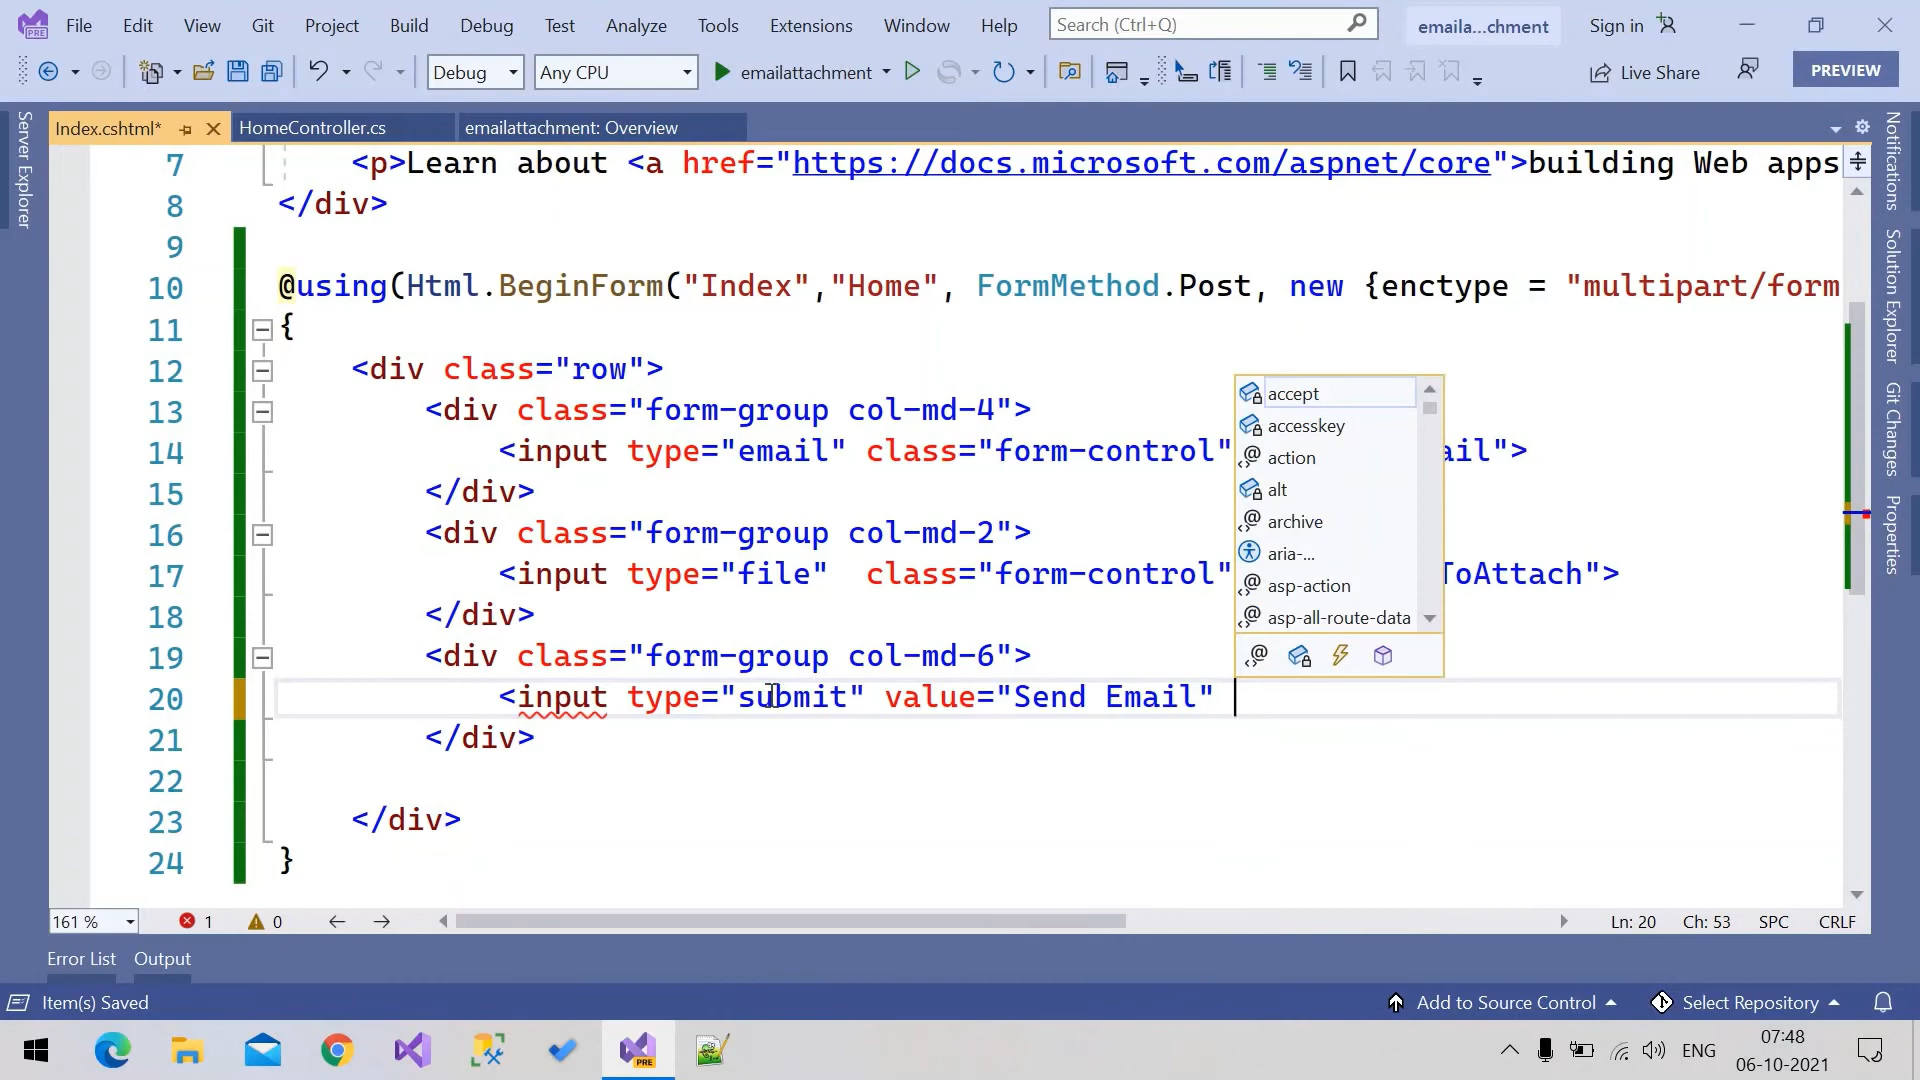 File Edit View Git Project Build Debug Test Analyze Tools Extensions Window Help Search (Ctrl+Q) emaila...chment Sign in
PRE
Debug Any CPU emailattachment Live Share PREVIEW
Index.cshtml* HomeController.cs emailattachment: Overview
Server Explorer
Notifications
Solution Explorer
Git Changes
Properties
7 <p>Learn about <a href="https://docs.microsoft.com/aspnet/core">building Web apps
8 </div>
9
10 @using(Html.BeginForm("Index","Home", FormMethod.Post, new {enctype = "multipart/form
11 {
12 <div class="row">
13 <div class="form-group col-md-4">
14 <input type="email" class="form-control" ail">
15 </div>
16 <div class="form-group col-md-2">
17 <input type="file" class="form-control" ToAttach">
18 </div>
19 <div class="form-group col-md-6">
20 <input type="submit" value="Send Email"
21 </div>
22
23 </div>
24 }
accept
accesskey
action
alt
archive
aria-...
asp-action
asp-all-route-data
161 % 1 0 Ln: 20 Ch: 53 SPC CRLF
Error List Output
Item(s) Saved Add to Source Control Select Repository
PRE
ENG 07:48
06-10-2021